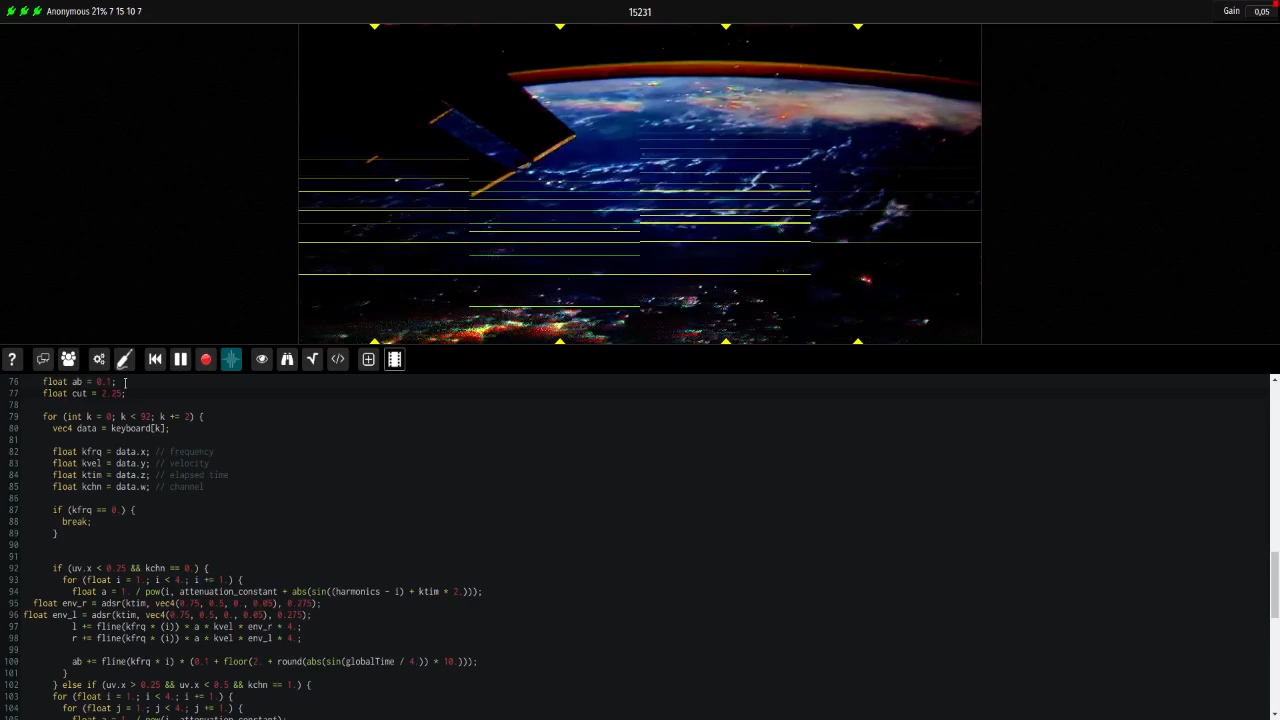 Anonymous 21% 7 15 10 7
15231
Gain 0,05
?
76 float ab = 0.1;
77 float cut = 2.25;
78
79 for (int k = 0; k < 92; k += 2) {
80 vec4 data = keyboard[k];
81
82 float kfrq = data.x; // frequency
83 float kvel = data.y; // velocity
84 float ktim = data.z; // elapsed time
85 float kchn = data.w; // channel
86
87 if (kfrq == 0.) {
88 break;
89 }
90
91
92 if (uv.x < 0.25 && kchn == 0.) {
93 for (float i = 1.; i < 4.; i += 1.) {
94 float a = 1. / pow(i, attenuation_constant + abs(sin((harmonics - i) + ktim * 2.)));
95 float env_r = adsr(ktim, vec4(0.75, 0.5, 0., 0.05), 0.275);
96 float env_l = adsr(ktim, vec4(0.75, 0.5, 0., 0.05), 0.275);
97 l += fline(kfrq * (i)) * a * kvel * env_r * 4.;
98 r += fline(kfrq * (i)) * a * kvel * env_l * 4.;
99
100 ab += fline(kfrq * i) * (0.1 + floor(2. + round(abs(sin(globalTime / 4.)) * 10.)));
101 }
102 } else if (uv.x > 0.25 && uv.x < 0.5 && kchn == 1.) {
103 for (float i = 1.; i < 4.; i += 1.) {
104 for (float j = 1.; j < 4.; j += 1.) {
105 float a = 1. / pow(i, attenuation_constant);